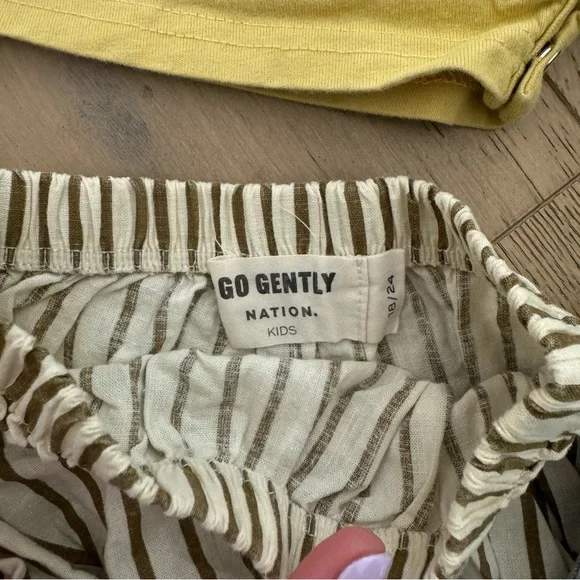 GO GENTLY
NATION.
KIDS
18/24